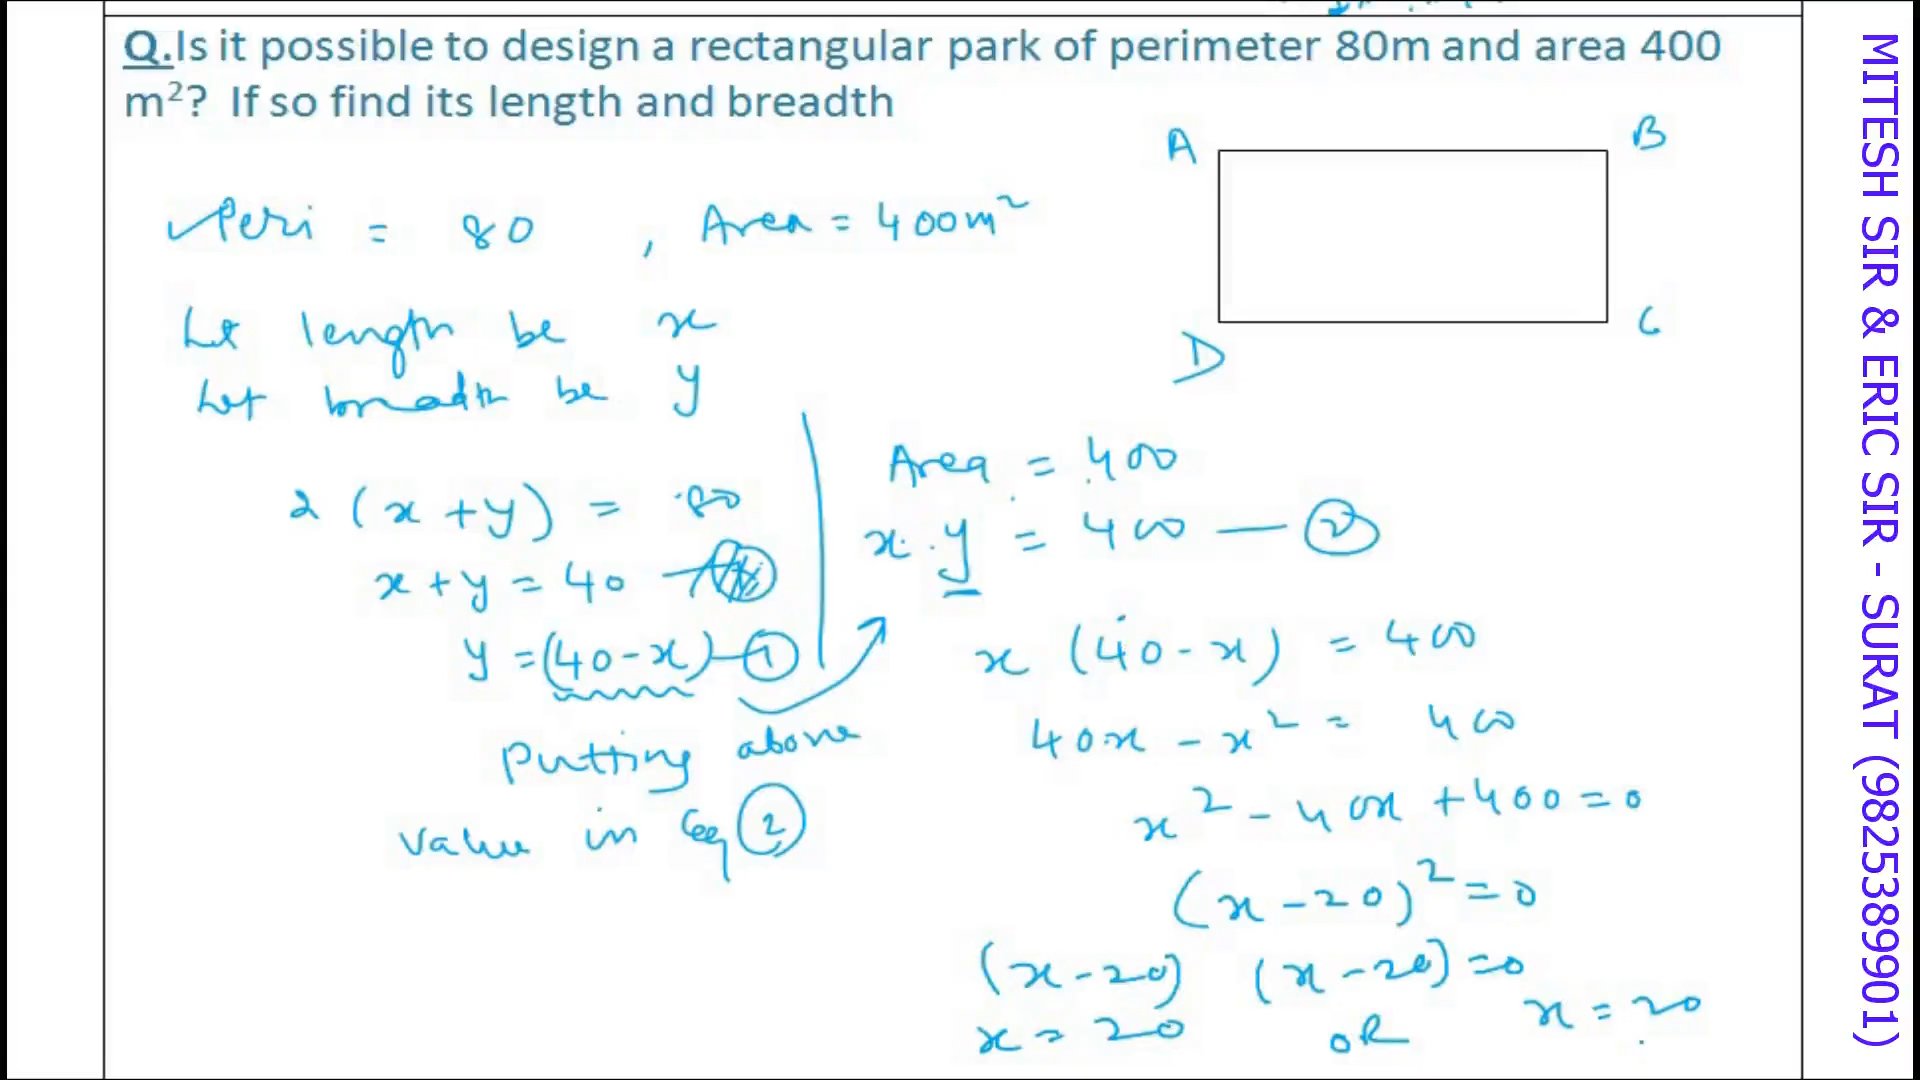 Q.Is it possible to design a rectangular park of perimeter 80m and area 400
m²? If so find its length and breadth
A
B
Peri = 80 , Area = 400m²
Let length be x
C
D
Let breadth be y
Area = 400
2 (x + y) = 80
x . y = 400 — ②
x + y = 40
y = (40 - x) — ①
x (40 - x) = 400
Putting above
40x - x² = 400
value in eq ②
x² - 40x + 400 = 0
(x - 20)² = 0
(x - 20) (x - 20) = 0
x = 20 OR x = 20
MITESH SIR & ERIC SIR - SURAT (9825389901)